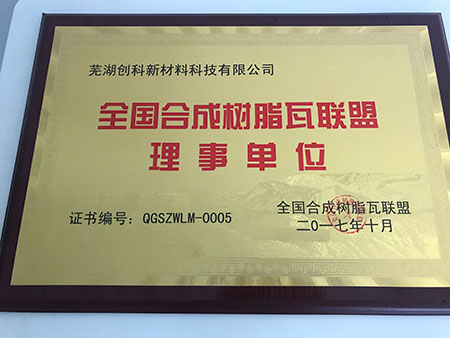 芜湖创科新材料科技有限公司
全国合成树脂瓦联盟
理事单位
证书编号：QGSZWLM-0005
全国合成树脂瓦联盟
二0一七年十月